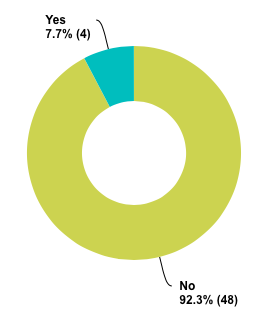 Yes
7.7% (4)
No
92.3% (48)